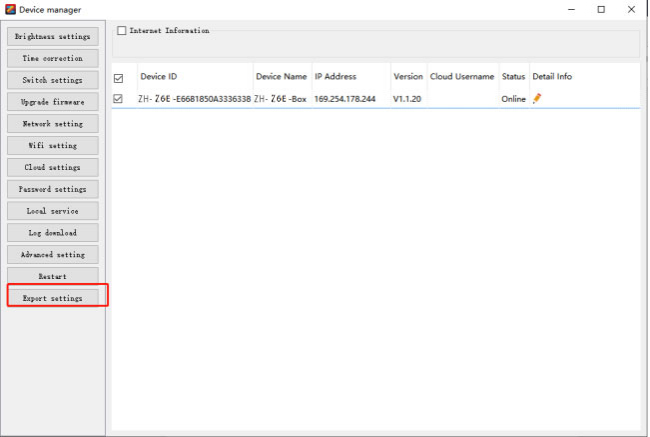 Device manager
Brightness settings
Time correction
Switch settings
Upgrade firmware
Network setting
Wifi setting
Cloud settings
Password settings
Local service
Log download
Advanced setting
Restart
Export settings
Internet Information
Device ID Device Name IP Address Version Cloud Username Status Detail Info
ZH- Z6E -E6681850A3336338 ZH- Z6E -Box 169.254.178.244 V1.1.20 Online